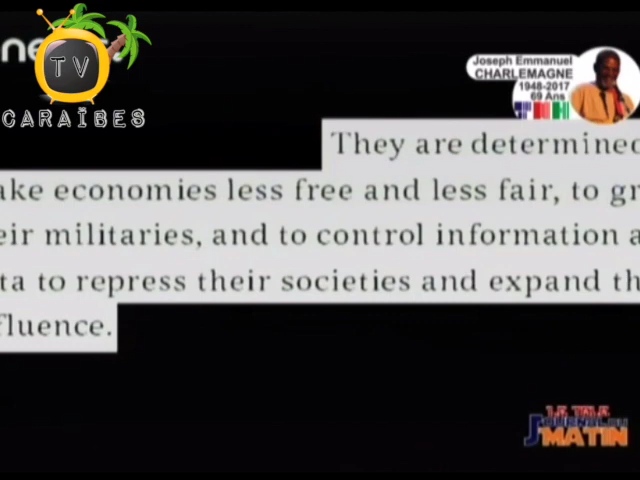 TV
CARAÏBES
Joseph Emmanuel
CHARLEMAGNE
1948-2017
69 Ans
They are determined
ake economies less free and less fair, to gr
eir militaries, and to control information a
ta to repress their societies and expand th
fluence.
MATIN